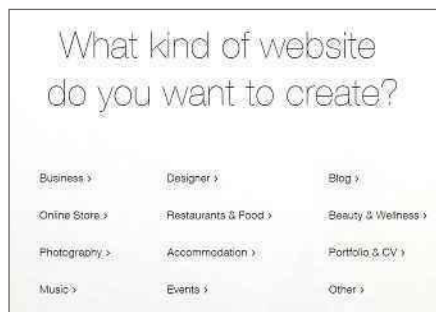 What kind of website
do you want to create?
Business > Designer > Blog >
Online Store > Restaurants & Food > Beauty & Wellness >
Photography > Accommodation > Portfolio & CV >
Music > Events > Other >